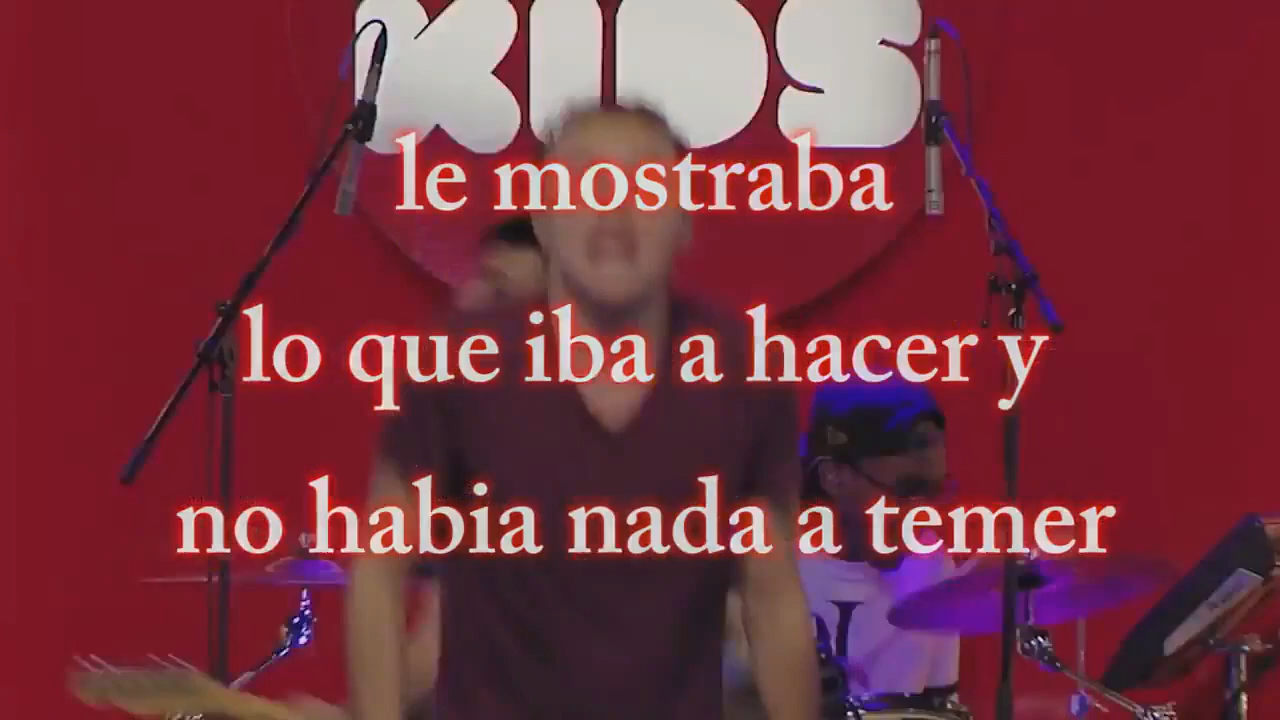 KIDS
le mostraba
lo que iba a hacer y
no habia nada a temer